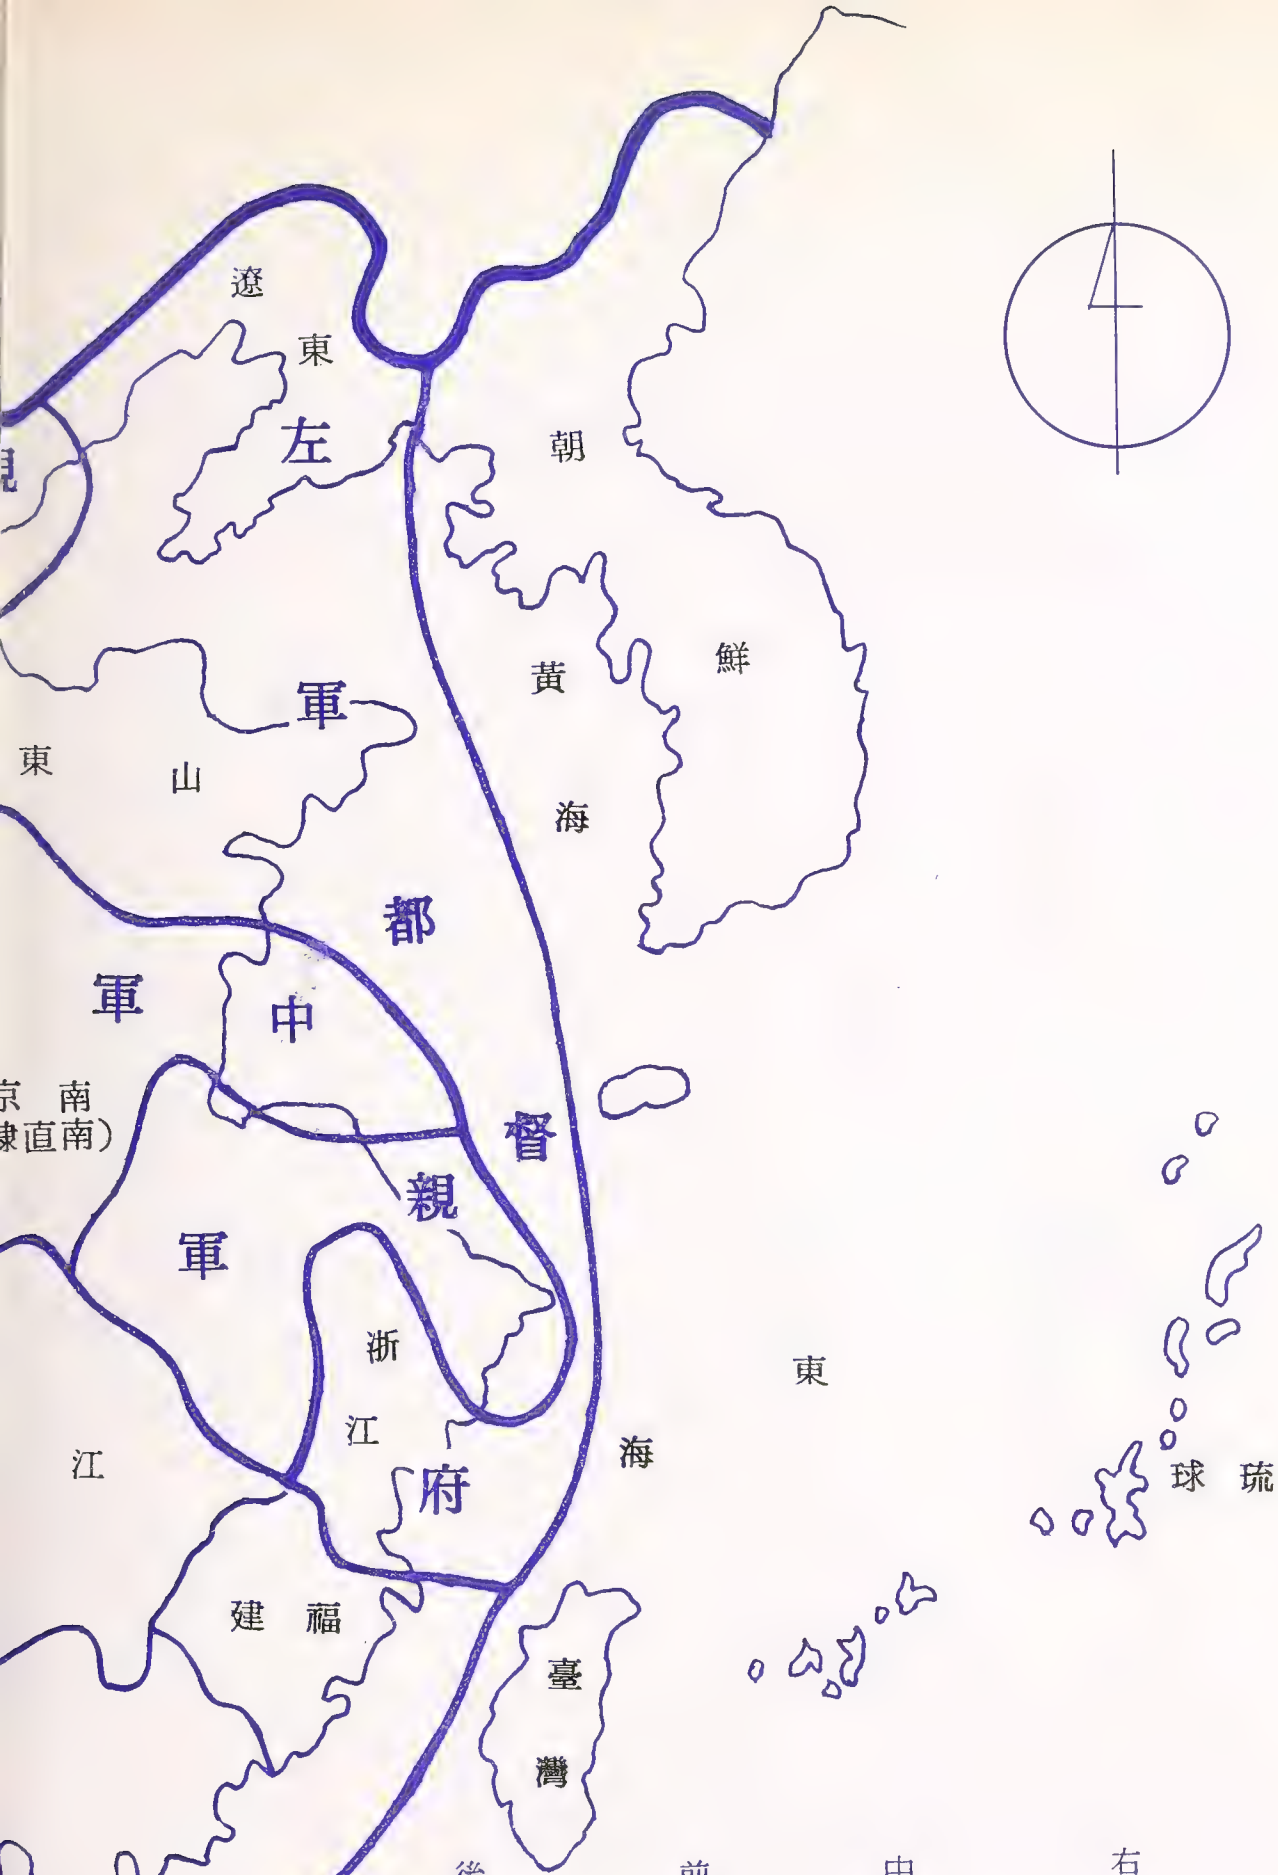 遼東
左軍都督府
朝鮮
黃海
山東
中軍
南京
(南直隷)
親軍
浙江
江
福建
東海
臺灣
琉球
右
中
前
後